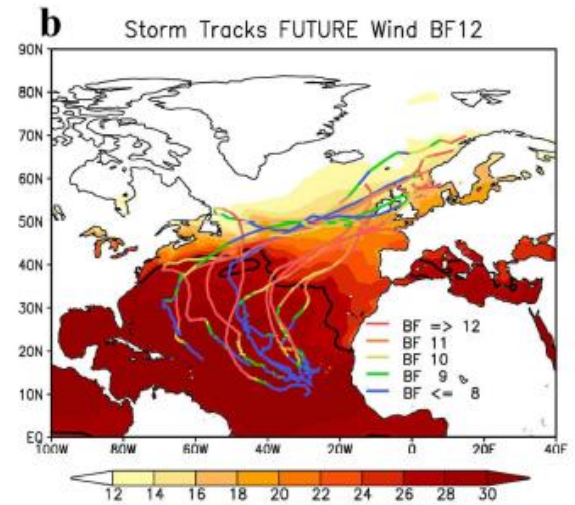 b
Storm Tracks FUTURE Wind BF12
90N
80N
70N
60N
50N
40N
30N
20N
10N
EQ
BF => 12
BF 11
BF 10
BF 9
BF <= 8
100W 80W 60W 40W 20W 0 20E 40E
12 14 16 18 20 22 24 26 28 30